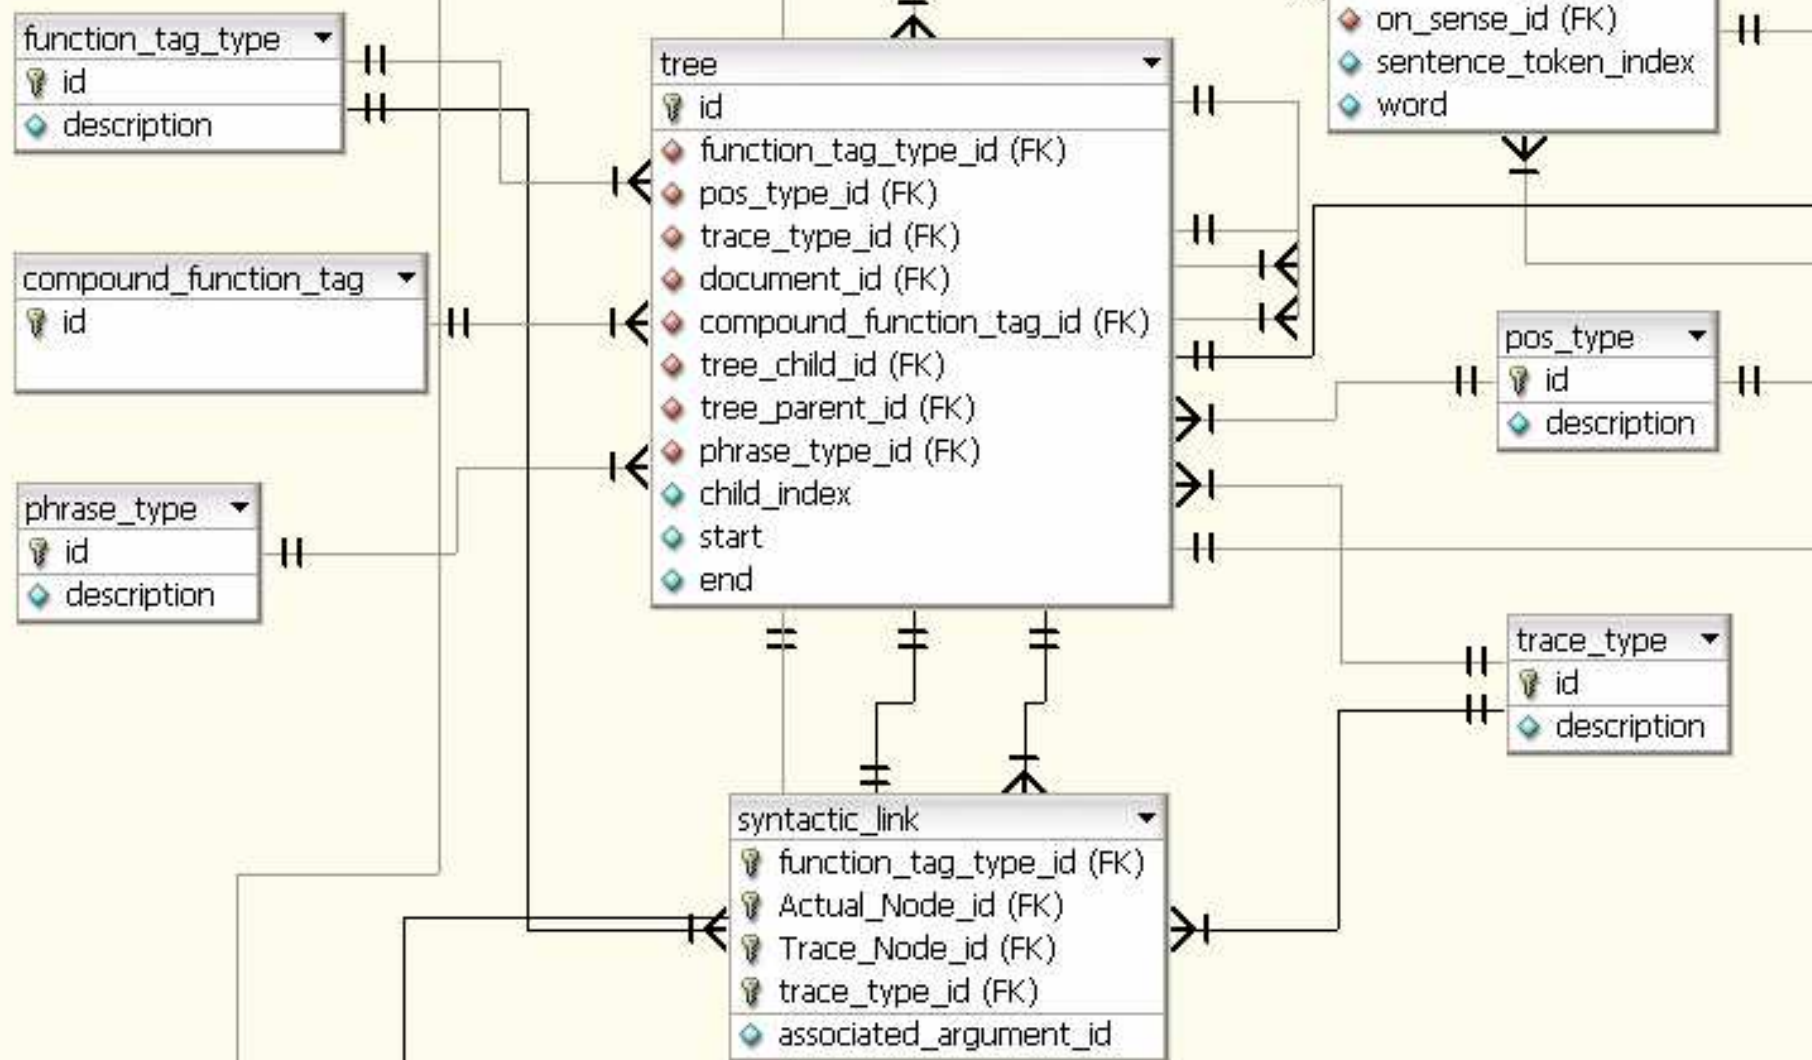 function_tag_type
id
description
compound_function_tag
id
phrase_type
id
description
tree
id
function_tag_type_id (FK)
pos_type_id (FK)
trace_type_id (FK)
document_id (FK)
compound_function_tag_id (FK)
tree_child_id (FK)
tree_parent_id (FK)
phrase_type_id (FK)
child_index
start
end
on_sense_id (FK)
sentence_token_index
word
pos_type
id
description
trace_type
id
description
syntactic_link
function_tag_type_id (FK)
Actual_Node_id (FK)
Trace_Node_id (FK)
trace_type_id (FK)
associated_argument_id